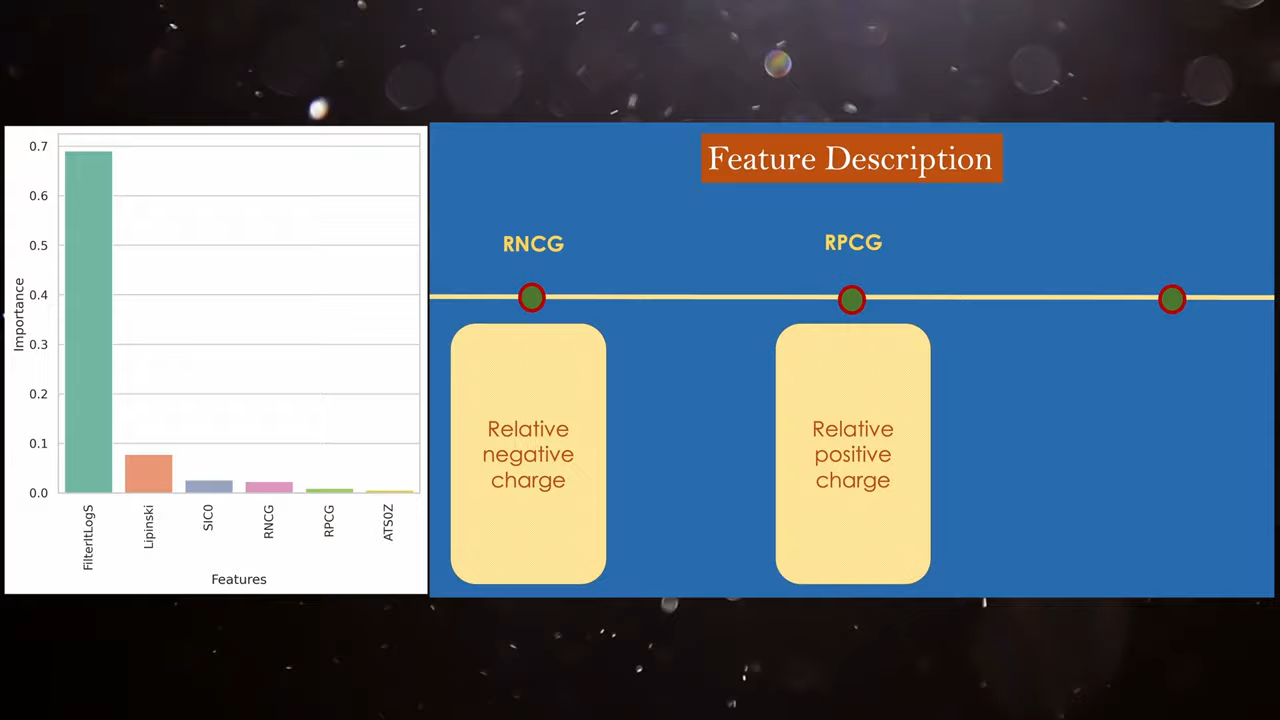 0.7
0.6
0.5
0.4
0.3
0.2
0.1
0.0
Importance
FilterItLogS
Lipinski
SIC0
RNCG
RPCG
ATS0Z
Features
Feature Description
RNCG
RPCG
Relative
negative
charge
Relative
positive
charge